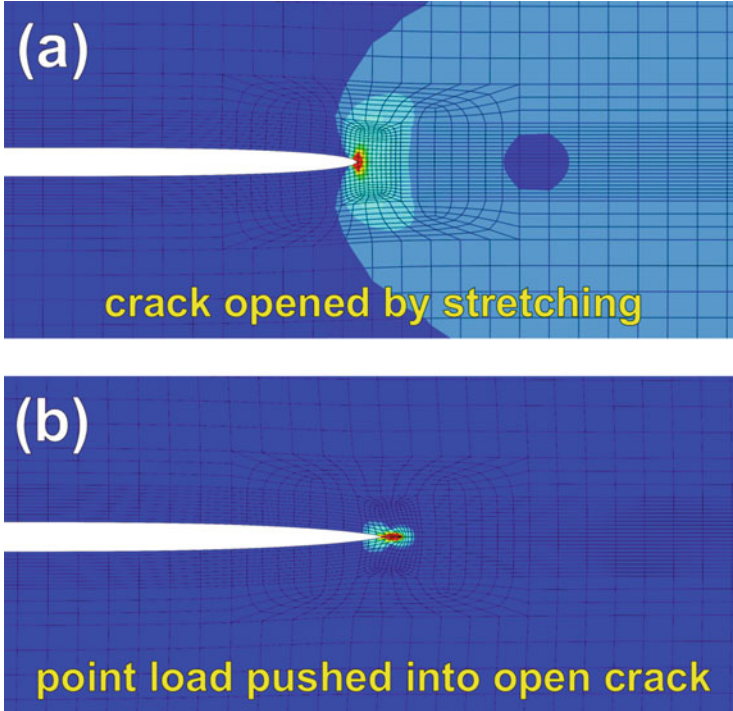 (a)
crack opened by stretching
(b)
point load pushed into open crack